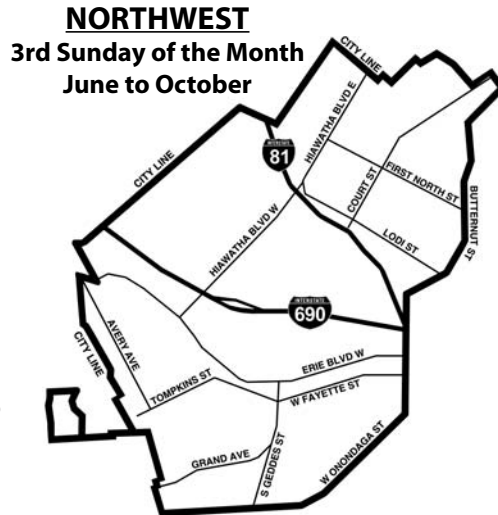 NORTHWEST
3rd Sunday of the Month
June to October
CITY LINE
HIAWATHA BLVD E
INTERSTATE
81
COURT ST
FIRST NORTH ST
BUTTERNUT ST
CITY LINE
LODI ST
HIAWATHA BLVD W
INTERSTATE
690
AVERY AVE
CITY LINE
ERIE BLVD W
TOMPKINS ST
W FAYETTE ST
GRAND AVE
S GEDDES ST
W ONONDAGA ST